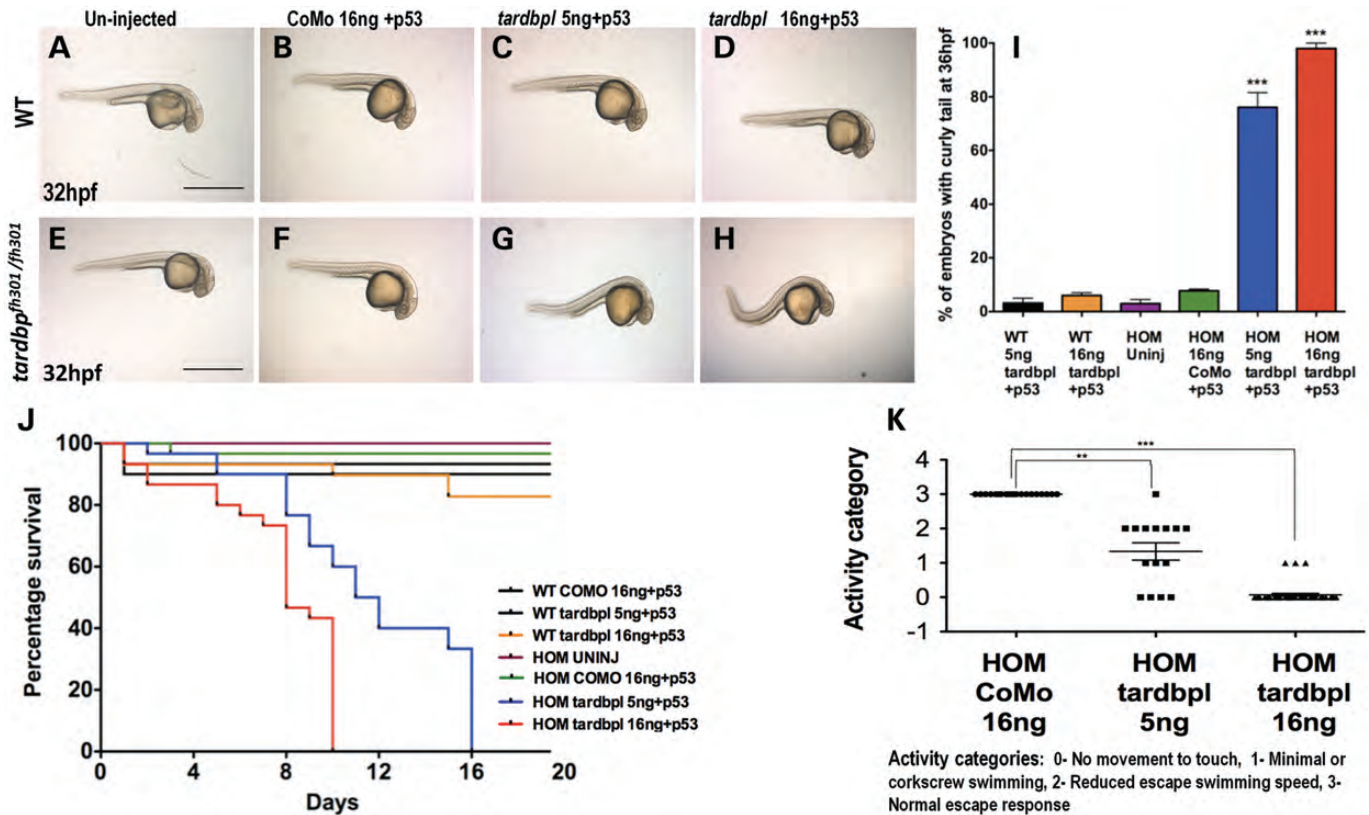 Un-injected
CoMo 16ng +p53
tardbpl 5ng+p53
tardbpl 16ng+p53
A
B
C
D
WT
32hpf
E
F
G
H
tardbp fh301/fh301
32hpf
I
% of embryos with curly tail at 36hpf
100
80
60
40
20
0
***
***
WT
5ng
tardbpl
+p53
WT
16ng
tardbpl
+p53
HOM
Uninj
HOM
16ng
CoMo
+p53
HOM
5ng
tardbpl
+p53
HOM
16ng
tardbpl
+p53
J
Percentage survival
100
80
60
40
20
0
0 4 8 12 16 20
Days
WT COMO 16ng+p53
WT tardbpl 5ng+p53
WT tardbpl 16ng+p53
HOM UNINJ
HOM COMO 16ng+p53
HOM tardbpl 5ng+p53
HOM tardbpl 16ng+p53
K
Activity category
4
3
2
1
0
-1
***
**
HOM
CoMo
16ng
HOM
tardbpl
5ng
HOM
tardbpl
16ng
Activity categories: 0- No movement to touch, 1- Minimal or
corkscrew swimming, 2- Reduced escape swimming speed, 3-
Normal escape response